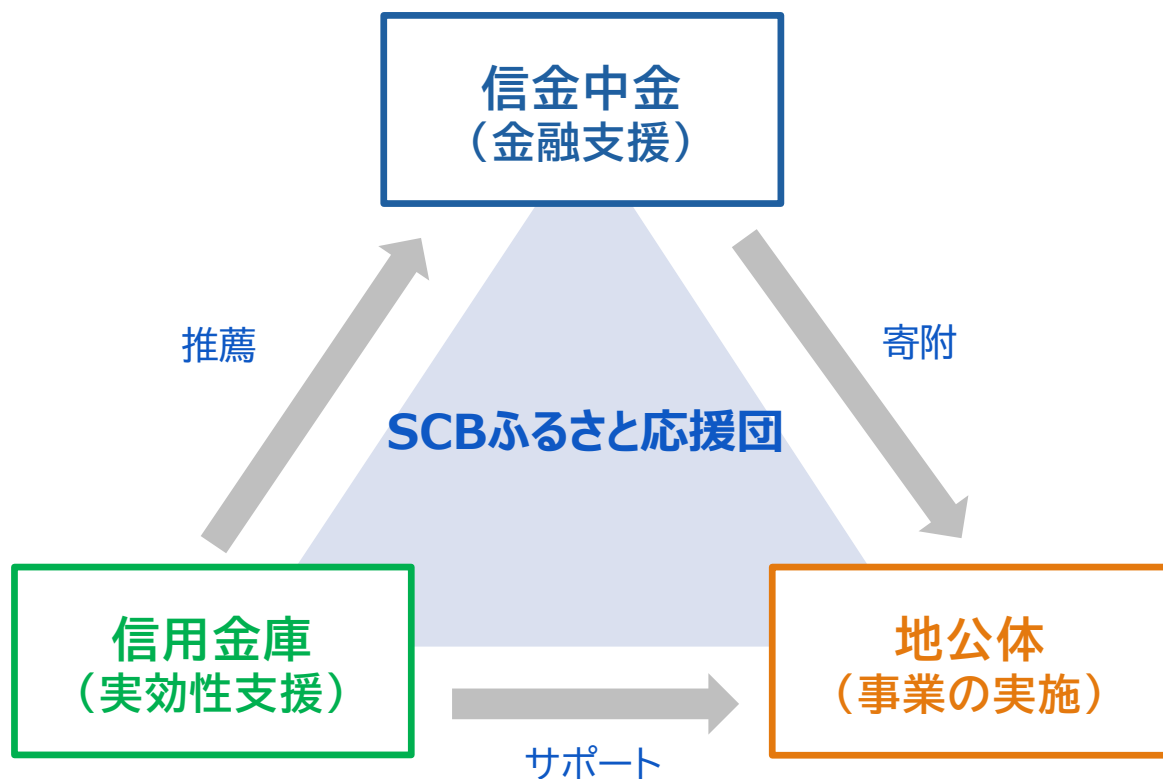 信金中金
（金融支援）
推薦
寄附
SCBふるさと応援団
信用金庫
（実効性支援）
地公体
（事業の実施）
サポート